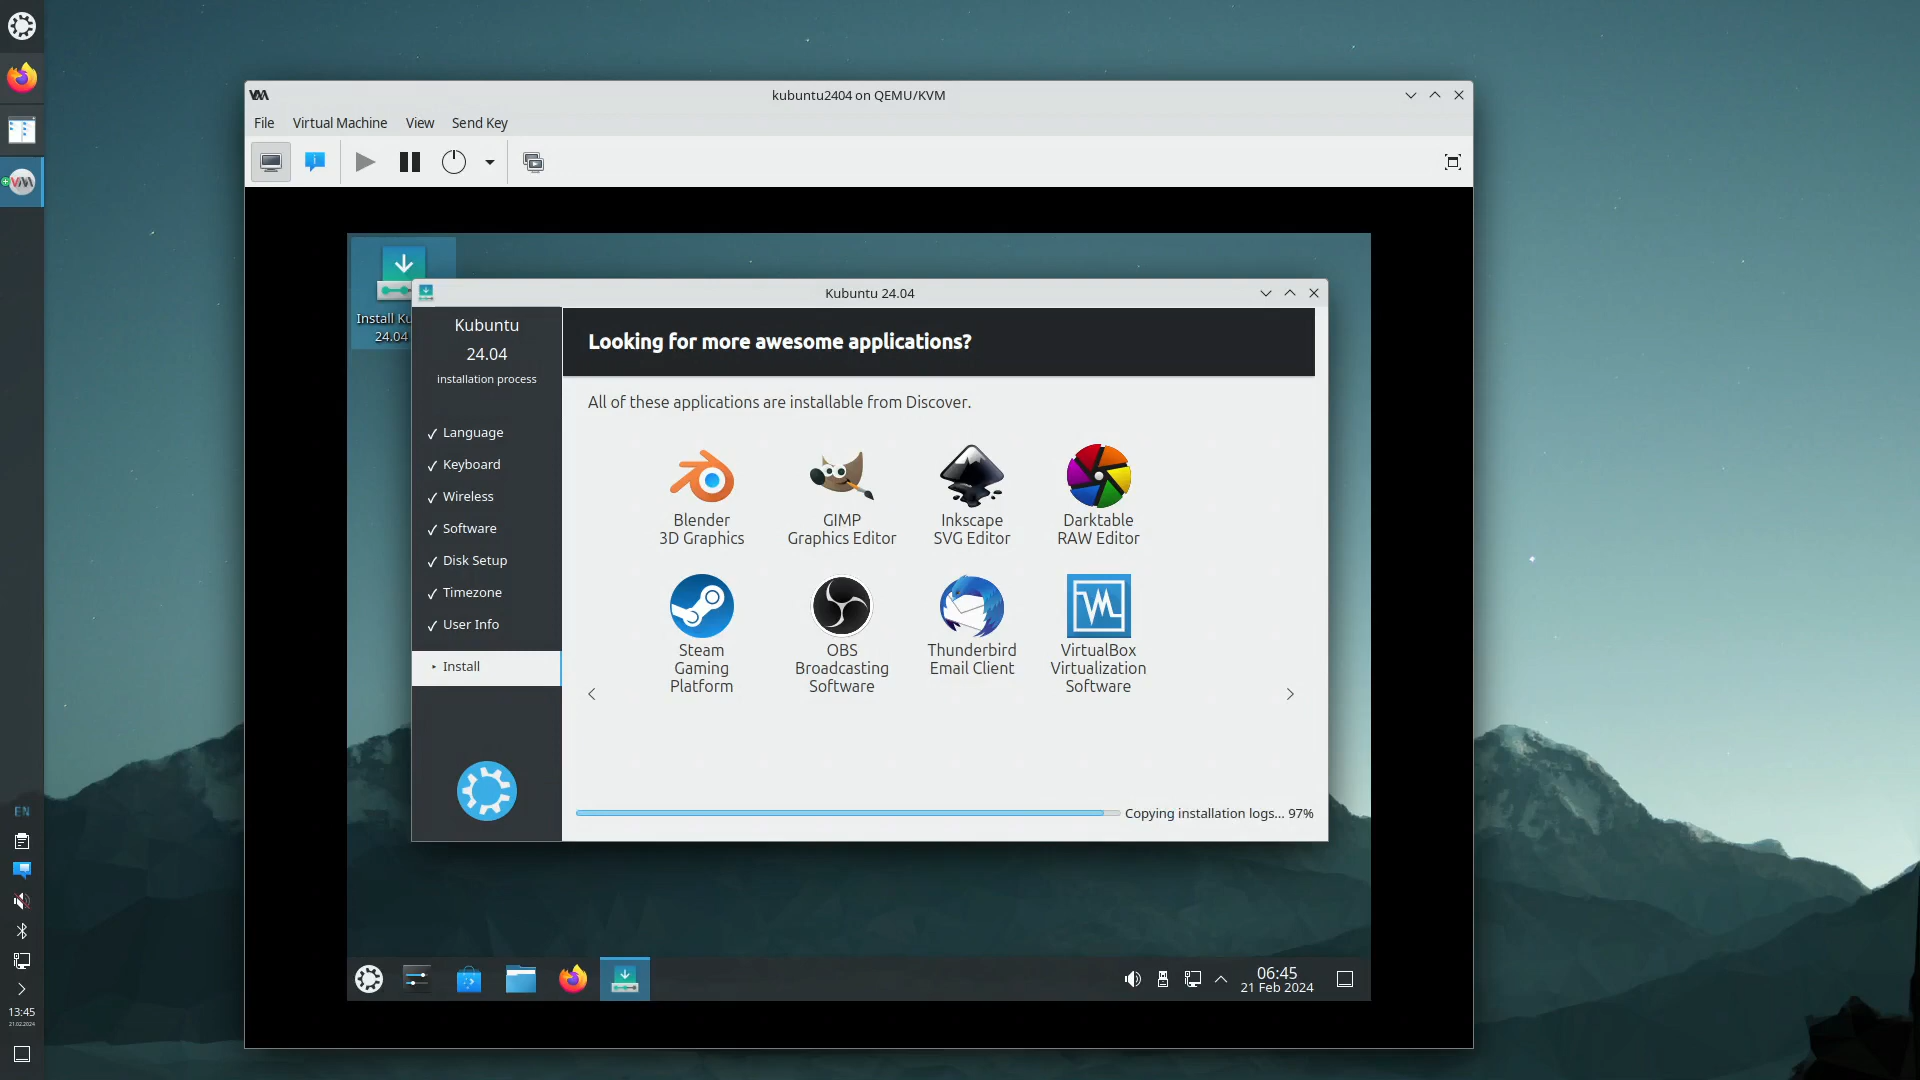 kubuntu2404 on QEMU/KVM
File Virtual Machine View Send Key
Install Ku
24.04
Kubuntu 24.04
Kubuntu
24.04
installation process
Language
Keyboard
Wireless
Software
Disk Setup
Timezone
User Info
Install
Looking for more awesome applications?
All of these applications are installable from Discover.
Blender
3D Graphics
GIMP
Graphics Editor
Inkscape
SVG Editor
Darktable
RAW Editor
Steam
Gaming
Platform
OBS
Broadcasting
Software
Thunderbird
Email Client
VirtualBox
Virtualization
Software
Copying installation logs... 97%
06:45
21 Feb 2024
EN
13:45
21.02.2024